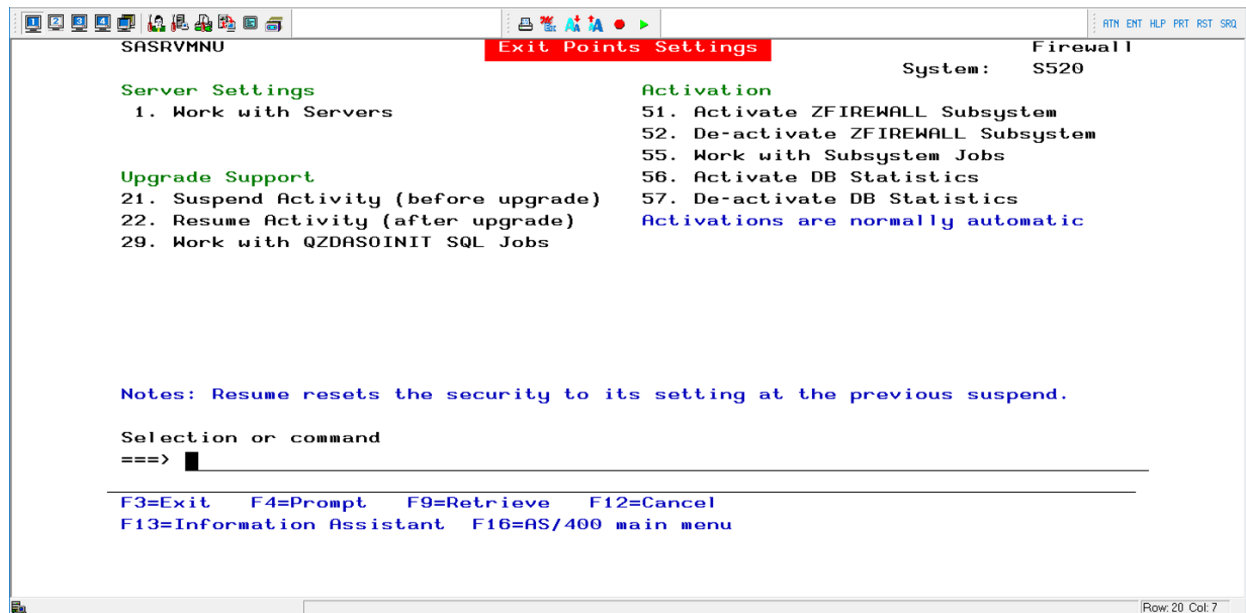 ATN ENT HLP PRT RST SRQ
SASRVMNU Exit Points Settings Firewall
System: S520
Server Settings Activation
1. Work with Servers 51. Activate ZFIREWALL Subsystem
52. De-activate ZFIREWALL Subsystem
55. Work with Subsystem Jobs
Upgrade Support 56. Activate DB Statistics
21. Suspend Activity (before upgrade) 57. De-activate DB Statistics
22. Resume Activity (after upgrade) Activations are normally automatic
29. Work with QZDASOINIT SQL Jobs
Notes: Resume resets the security to its setting at the previous suspend.
Selection or command
===>
F3=Exit F4=Prompt F9=Retrieve F12=Cancel
F13=Information Assistant F16=AS/400 main menu
Row: 20 Col: 7